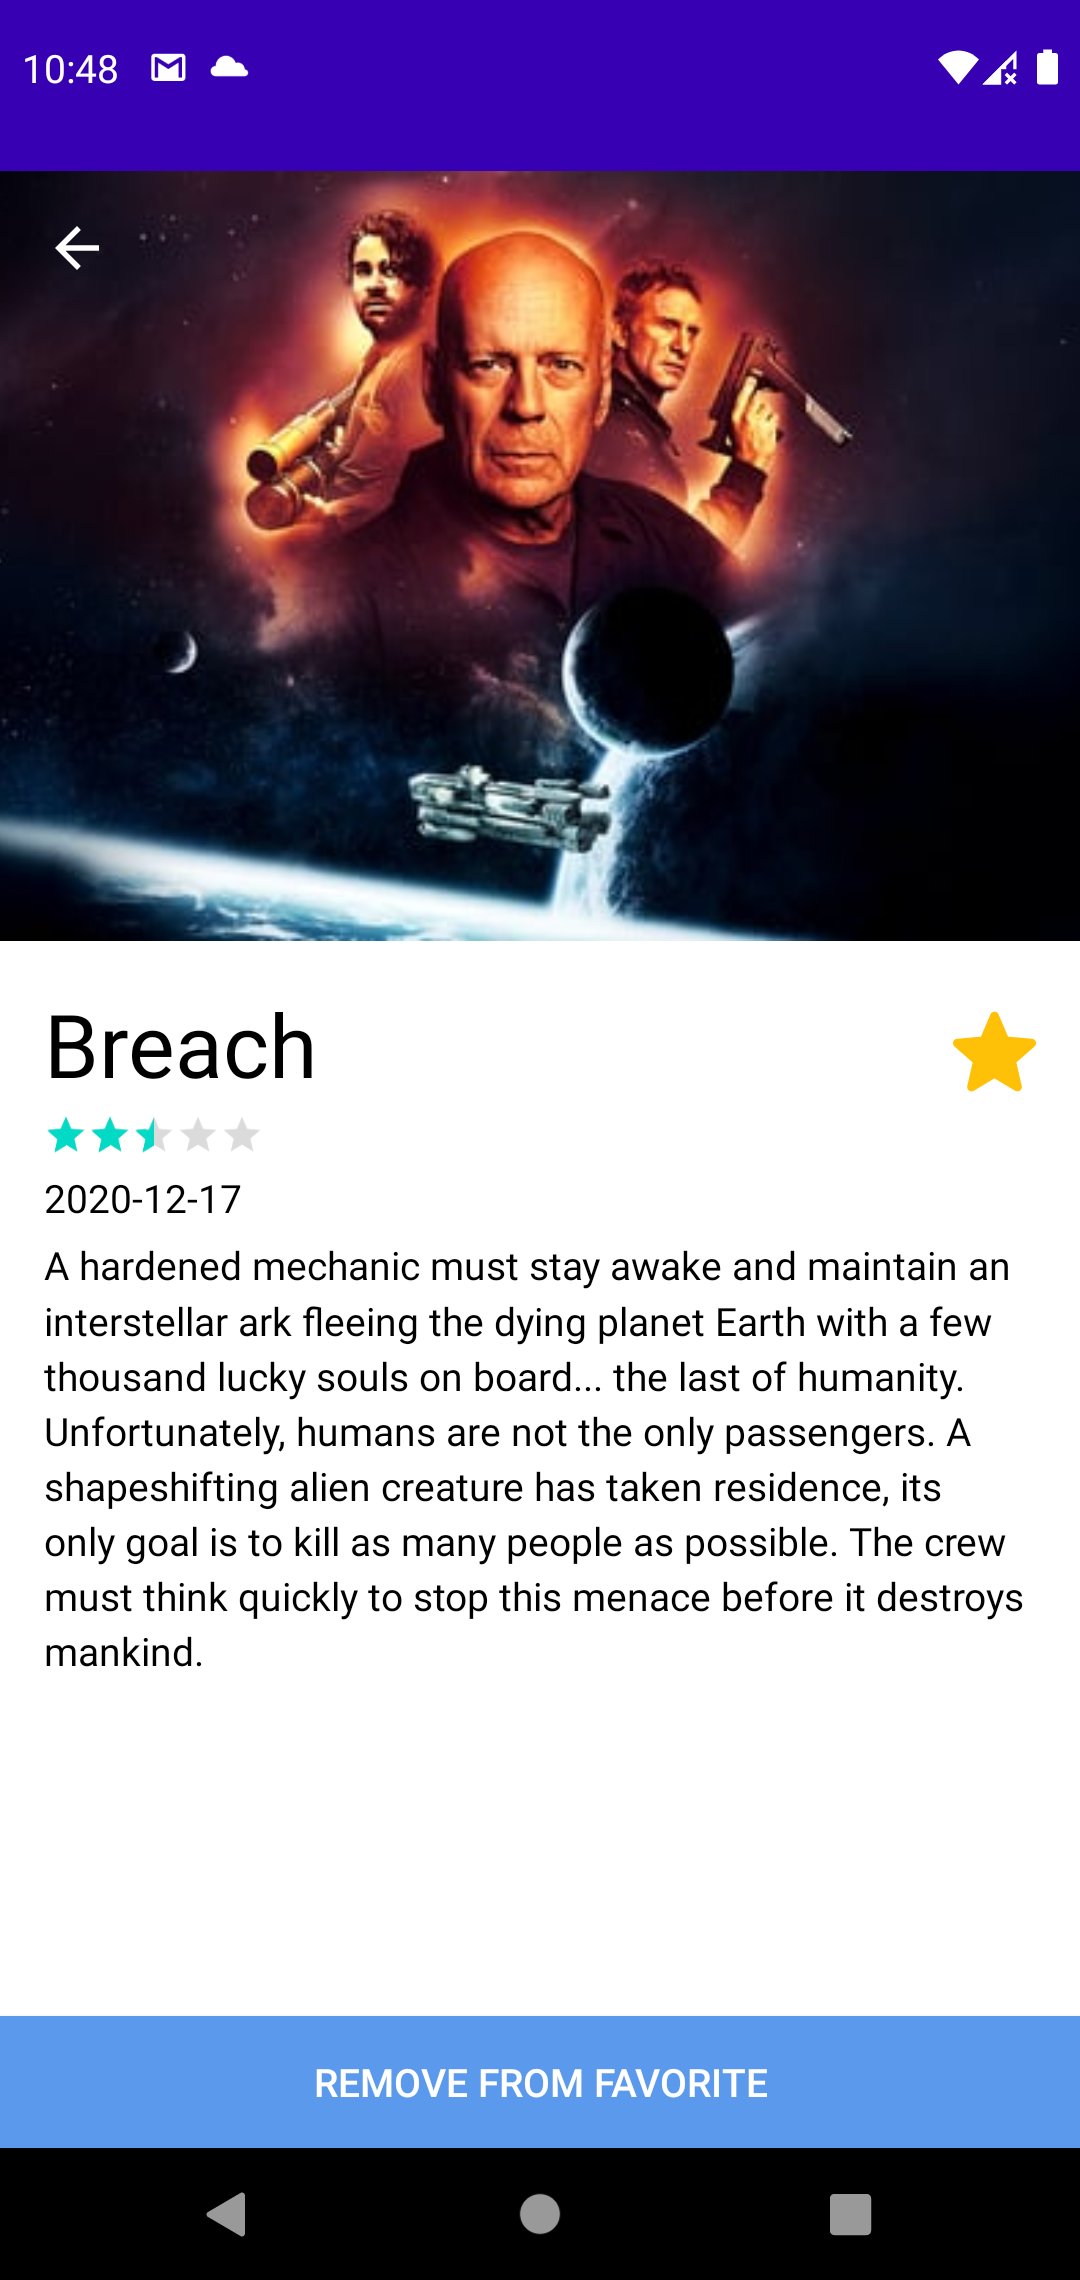 10:48
Breach
2020-12-17
A hardened mechanic must stay awake and maintain an
interstellar ark fleeing the dying planet Earth with a few
thousand lucky souls on board... the last of humanity.
Unfortunately, humans are not the only passengers. A
shapeshifting alien creature has taken residence, its
only goal is to kill as many people as possible. The crew
must think quickly to stop this menace before it destroys
mankind.
REMOVE FROM FAVORITE